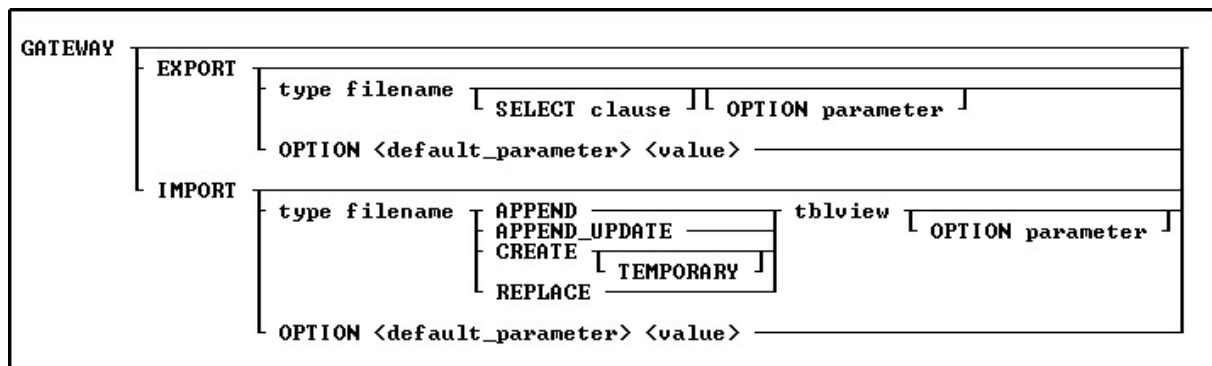 GATEWAY
EXPORT
type filename
SELECT clause OPTION parameter
OPTION <default_parameter> <value>
IMPORT
type filename APPEND tblview
APPEND_UPDATE OPTION parameter
CREATE
TEMPORARY
REPLACE
OPTION <default_parameter> <value>